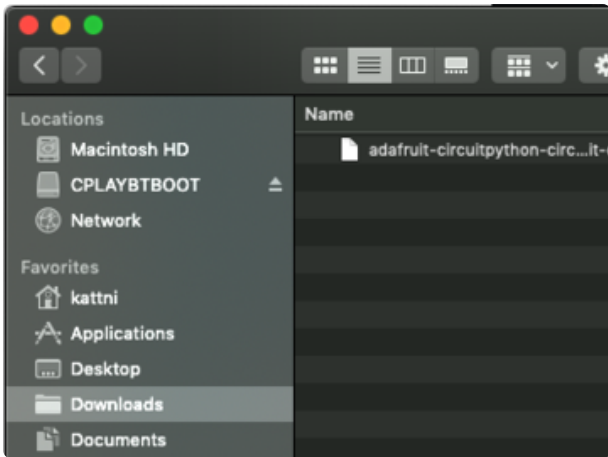 Locations
Name
Macintosh HD
adafruit-circuitpython-circ...it-
CPLAYBTBOOT
Network
Favorites
kattni
Applications
Desktop
Downloads
Documents